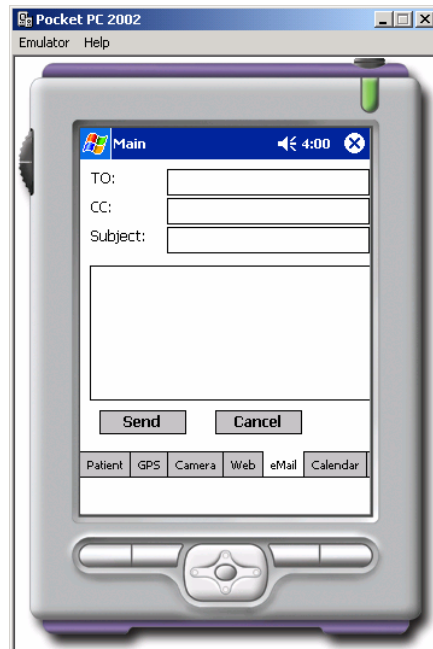 Pocket PC 2002
Emulator Help
Main 4:00
TO:
CC:
Subject:
Send Cancel
Patient GPS Camera Web eMail Calendar